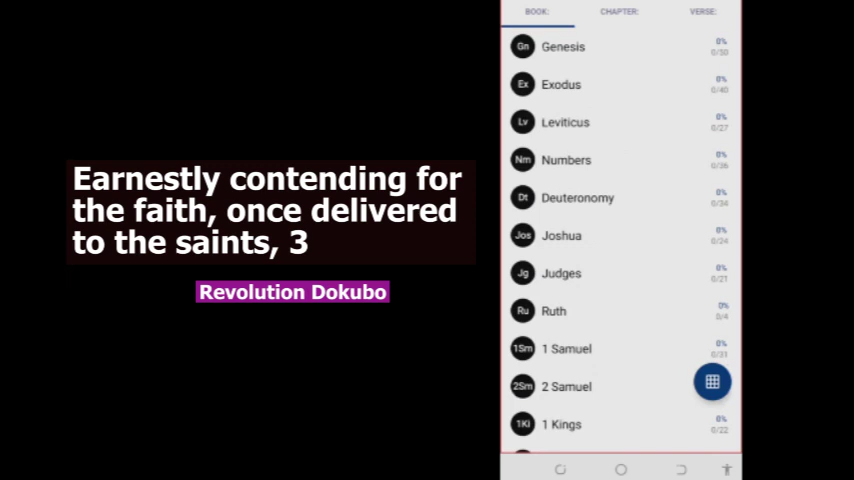 Earnestly contending for
the faith, once delivered
to the saints, 3
Revolution Dokubo
BOOK: CHAPTER: VERSE:
Gn Genesis 0%
0/50
Ex Exodus 0%
0/40
Lv Leviticus 0%
0/27
Nm Numbers 0%
0/36
Dt Deuteronomy 0%
0/34
Jos Joshua 0%
0/24
Jg Judges 0%
0/21
Ru Ruth 0%
0/4
1Sm 1 Samuel 0%
0/31
2Sm 2 Samuel
1Ki 1 Kings 0%
0/22